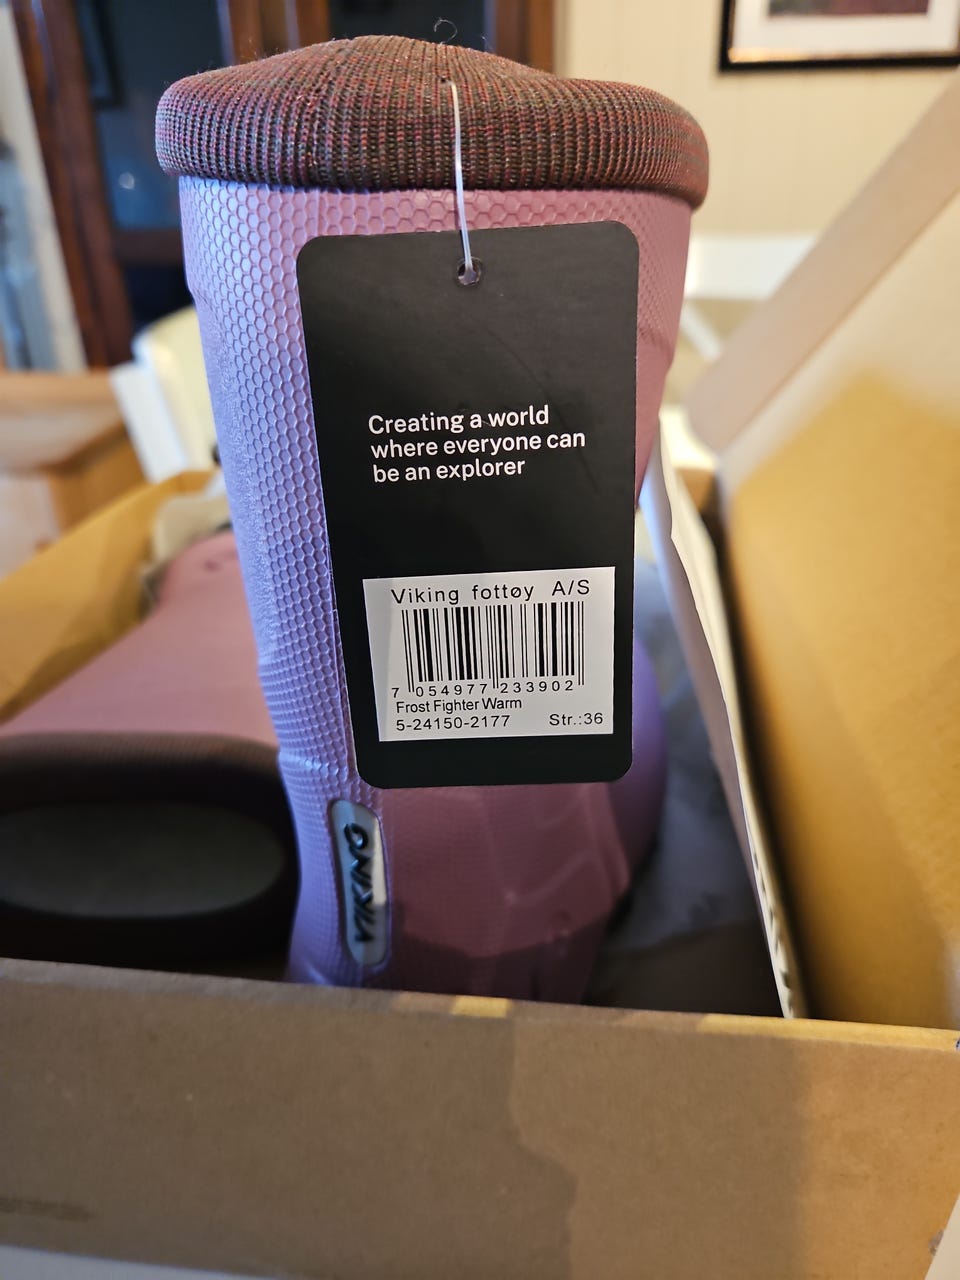 Creating a world
where everyone can
be an explorer
Viking fottøy A/S
7 054977 233902
Frost Fighter Warm
5-24150-2177 Str.:36
VIKING